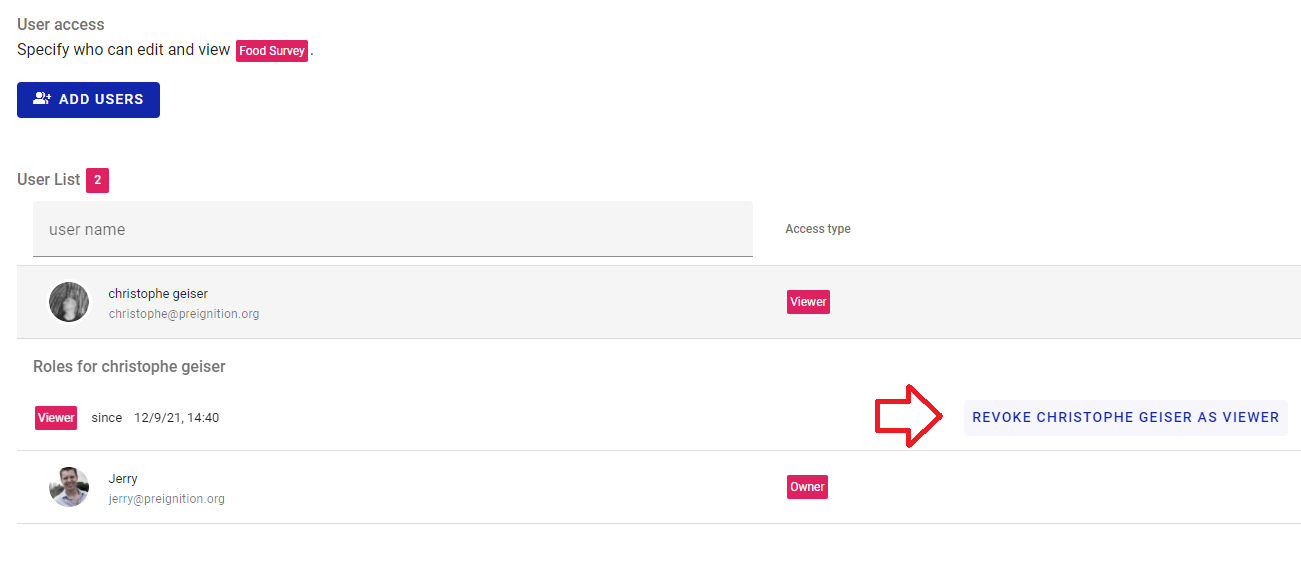 User access
Specify who can edit and view Food Survey .
ADD USERS
User List 2
user name Access type
christophe geiser
christophe@preignition.org
Viewer
Roles for christophe geiser
Viewer since 12/9/21, 14:40 REVOKE CHRISTOPHE GEISER AS VIEWER
Jerry
jerry@preignition.org
Owner